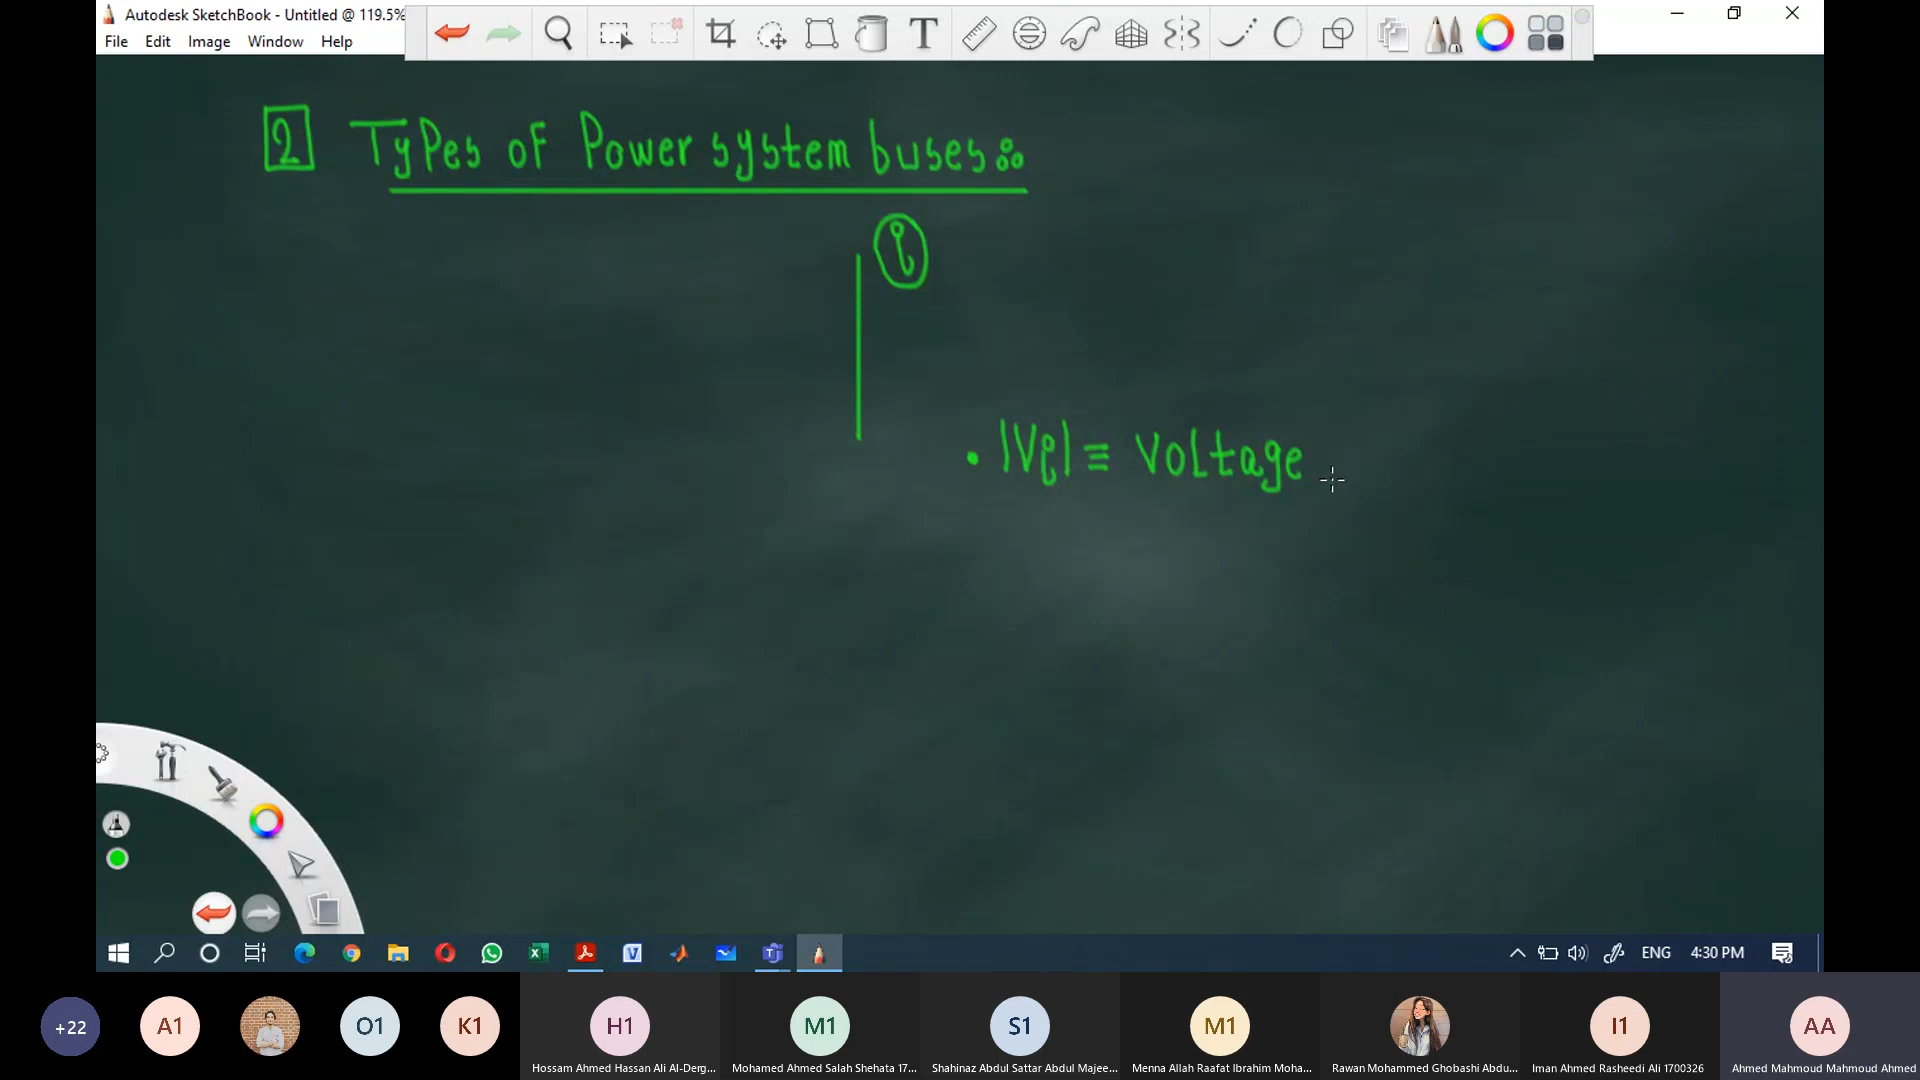 Autodesk SketchBook - Untitled @ 119.5%
File Edit Image Window Help
T
2 Types of Power system buses ஃ
i
• |Vi| ≡ Voltage
ENG 4:30 PM
+22 A1 O1 K1 H1 M1 S1 M1 I1 AA
Hossam Ahmed Hassan Ali Al-Derg... Mohamed Ahmed Salah Shehata 17... Shahinaz Abdul Sattar Abdul Majee... Menna Allah Raafat Ibrahim Moha... Rawan Mohammed Ghobashi Abdu... Iman Ahmed Rasheedi Ali 1700326 Ahmed Mahmoud Mahmoud Ahmed